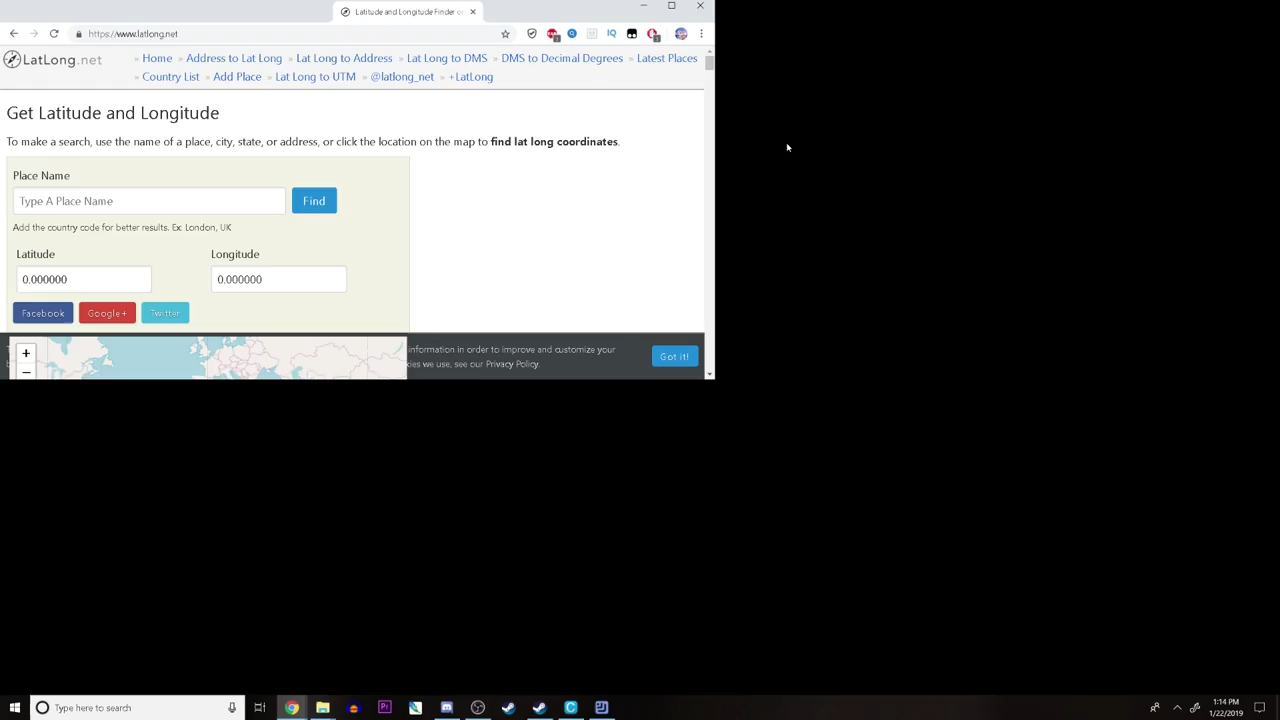 Latitude and Longitude Finder o
https://www.latlong.net
LatLong.net
» Home » Address to Lat Long » Lat Long to Address » Lat Long to DMS » DMS to Decimal Degrees » Latest Places
» Country List » Add Place » Lat Long to UTM » @latlong_net » +LatLong
Get Latitude and Longitude
To make a search, use the name of a place, city, state, or address, or click the location on the map to find lat long coordinates.
Place Name
Type A Place Name
Find
Add the country code for better results. Ex: London, UK
Latitude Longitude
0.000000 0.000000
Facebook Google+ Twitter
information in order to improve and customize your
Got it!
we use, see our Privacy Policy.
+
−
Type here to search
1:14 PM
1/22/2019